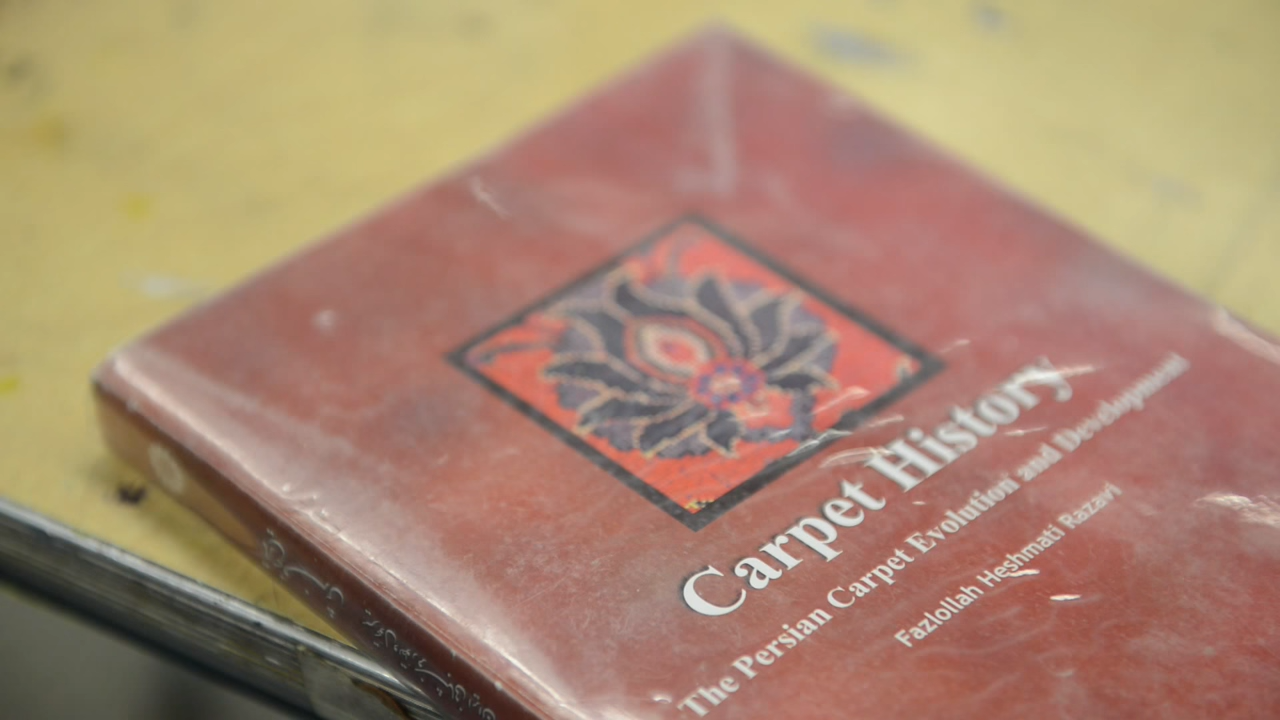 Carpet History
The Persian Carpet Evolution and Development
Fazlollah Heshmati Razavi